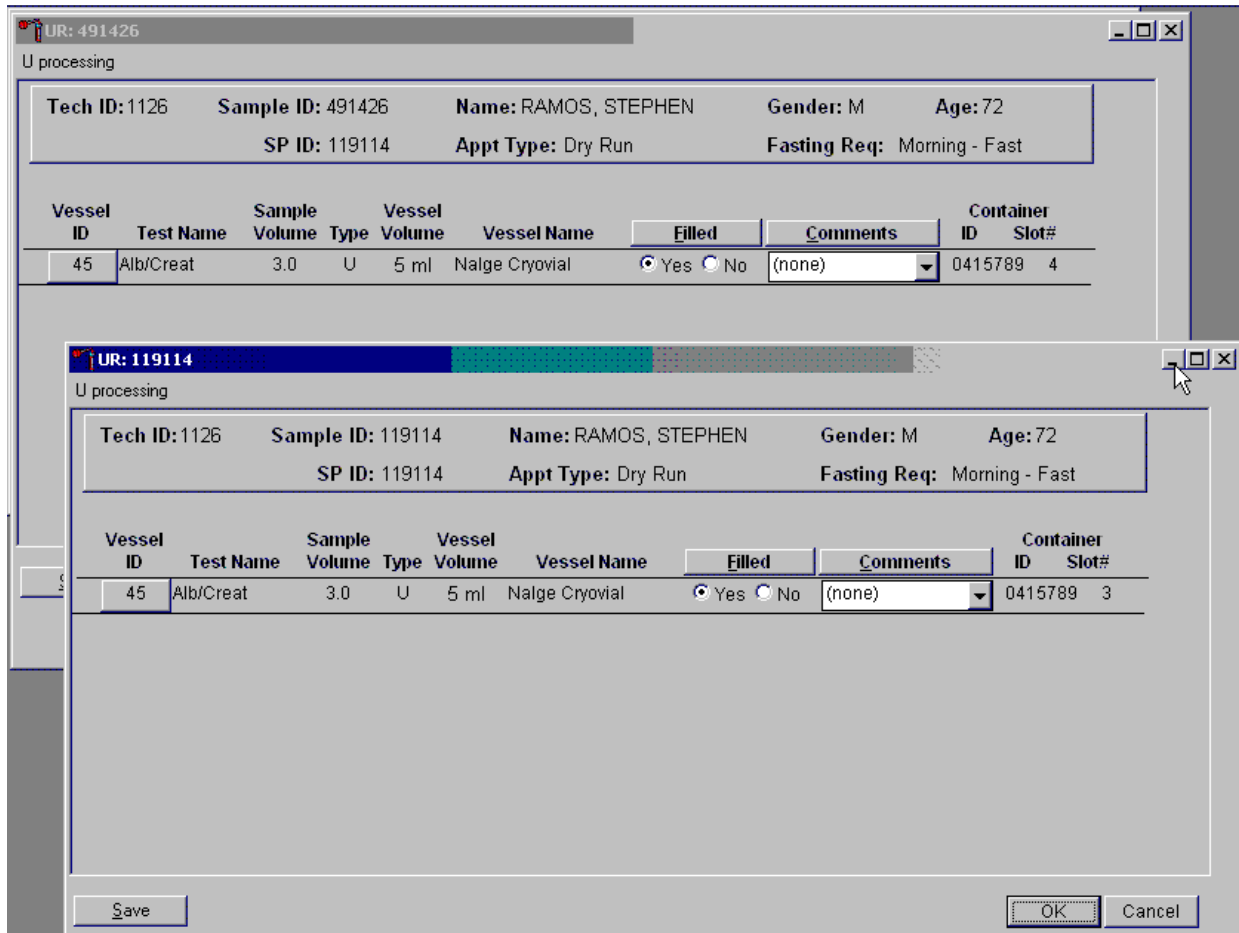 UR: 491426
U processing
Tech ID: 1126 Sample ID: 491426 Name: RAMOS, STEPHEN Gender: M Age: 72
SP ID: 119114 Appt Type: Dry Run Fasting Req: Morning - Fast
Vessel Sample Vessel Container
ID Test Name Volume Type Volume Vessel Name Filled Comments ID Slot#
45 Alb/Creat 3.0 U 5 ml Nalge Cryovial Yes No (none) 0415789 4
UR: 119114
U processing
Tech ID: 1126 Sample ID: 119114 Name: RAMOS, STEPHEN Gender: M Age: 72
SP ID: 119114 Appt Type: Dry Run Fasting Req: Morning - Fast
Vessel Sample Vessel Container
ID Test Name Volume Type Volume Vessel Name Filled Comments ID Slot#
45 Alb/Creat 3.0 U 5 ml Nalge Cryovial Yes No (none) 0415789 3
Save OK Cancel